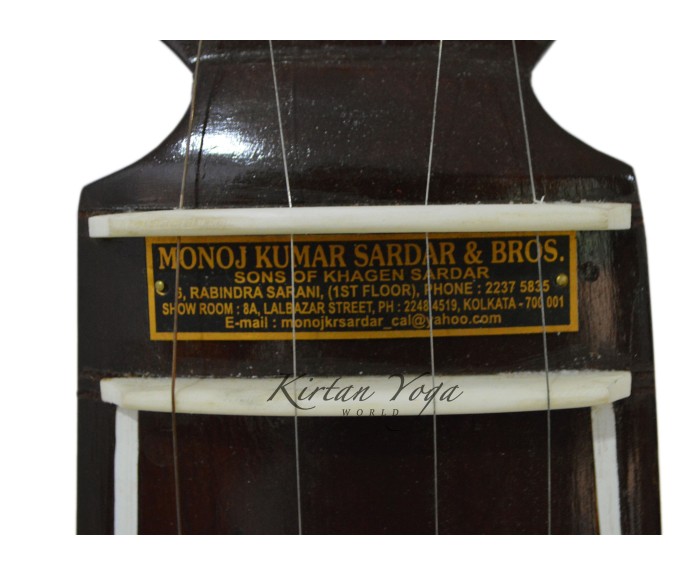 MONOJ KUMAR SARDAR & BROS.
SONS OF KHAGEN SARDAR
RABINDRA SARANI, (1ST FLOOR), PHONE : 2237 5835
SHOW ROOM : 8A, LALBAZAR STREET, PH : 2248 4519, KOLKATA - 700 001
E-mail : monojkrsardar_cal@yahoo.com
Kirtan Yoga
WORLD